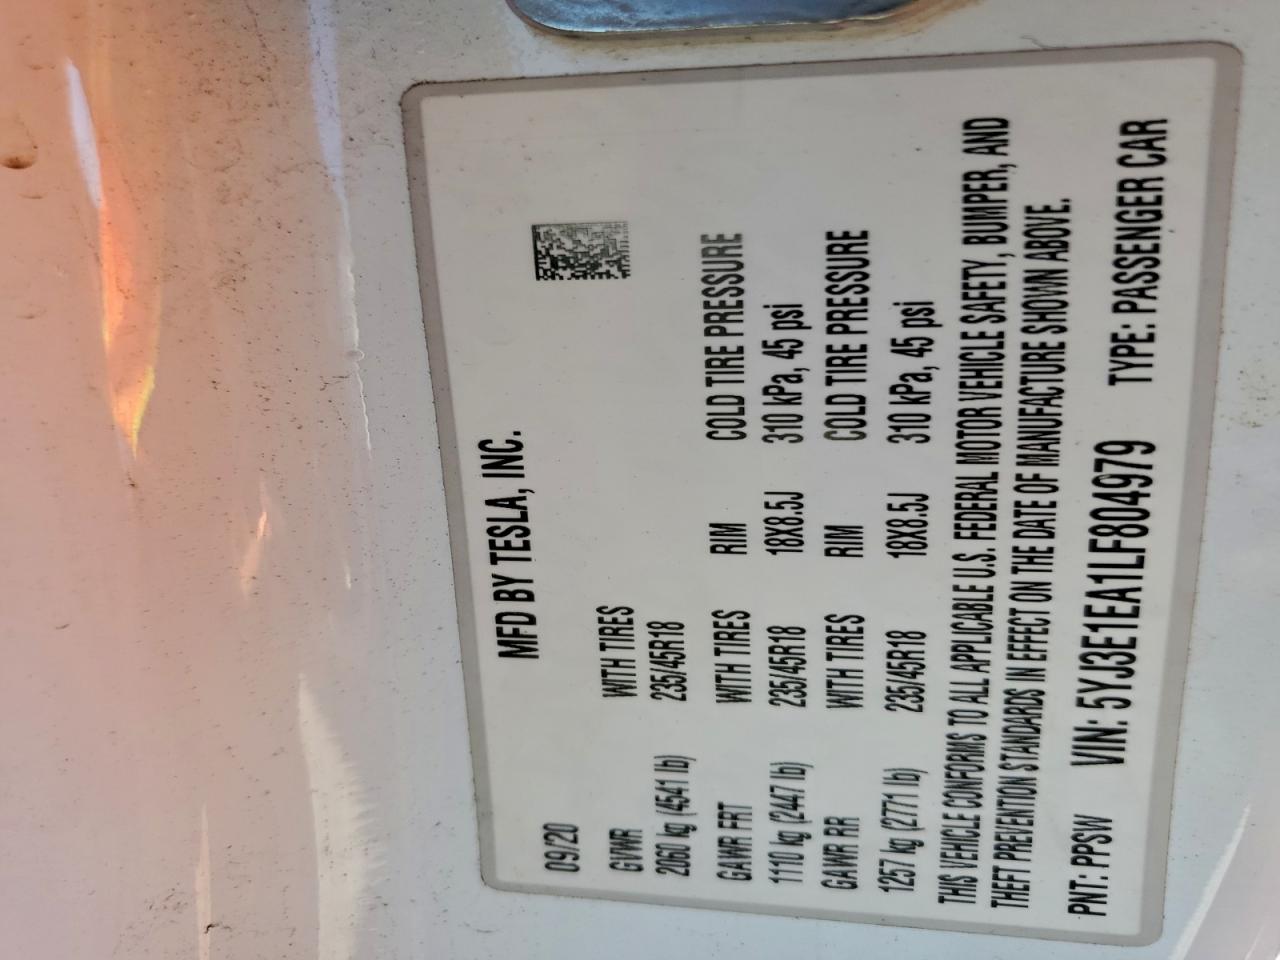 MFD BY TESLA, INC.
09/20
GVWR WITH TIRES
2060 kg (4541 lb) 235/45R18
GAWR FRT WITH TIRES RIM COLD TIRE PRESSURE
1110 kg (2447 lb) 235/45R18 18X8.5J 310 kPa, 45 psi
GAWR RR WITH TIRES RIM COLD TIRE PRESSURE
1257 kg (2771 lb) 235/45R18 18X8.5J 310 kPa, 45 psi
THIS VEHICLE CONFORMS TO ALL APPLICABLE U.S. FEDERAL MOTOR VEHICLE SAFETY, BUMPER, AND
THEFT PREVENTION STANDARDS IN EFFECT ON THE DATE OF MANUFACTURE SHOWN ABOVE.
PNT: PPSW VIN: 5YJ3E1EA1LF804979 TYPE: PASSENGER CAR